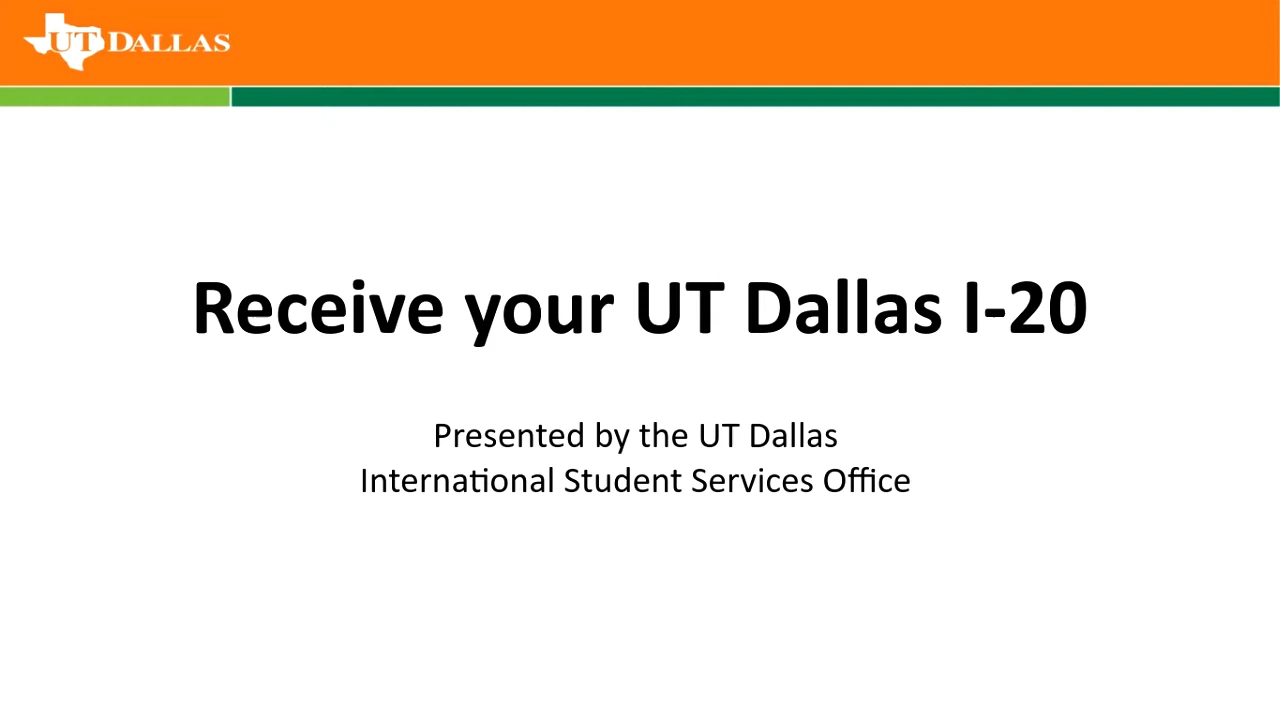 UT DALLAS
Receive your UT Dallas I-20
Presented by the UT Dallas
International Student Services Office